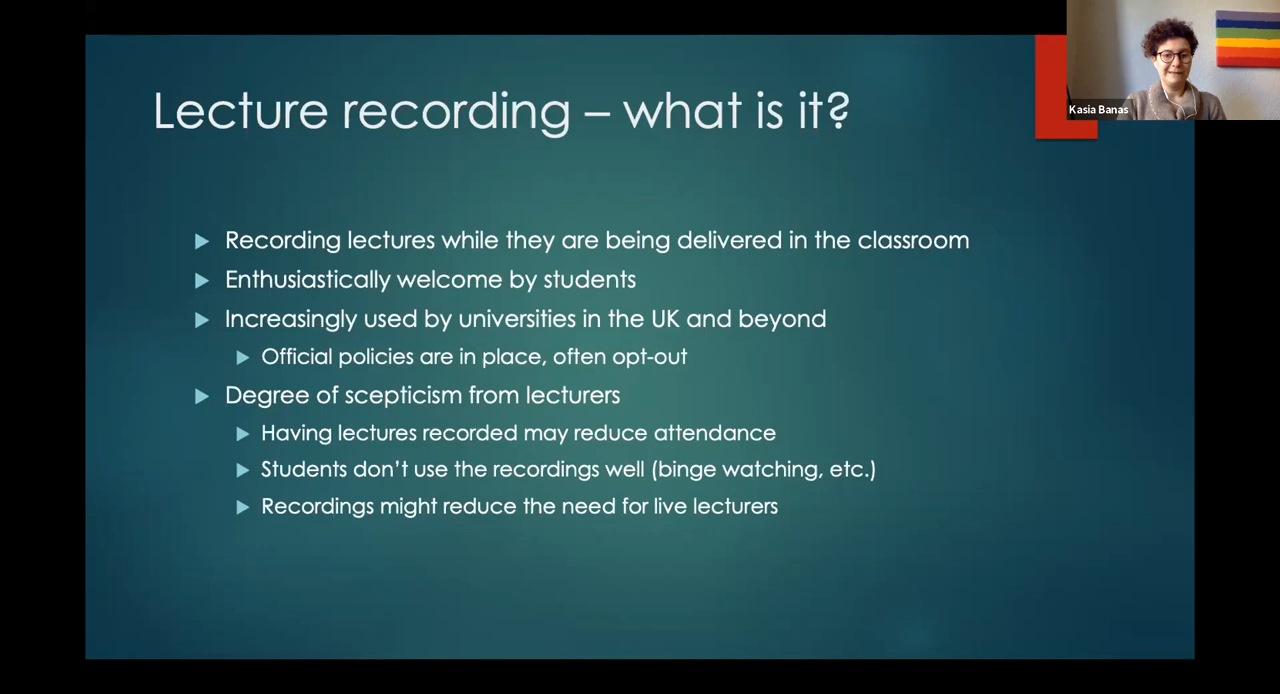 Lecture recording – what is it?
Kasia Banas
Recording lectures while they are being delivered in the classroom
Enthusiastically welcome by students
Increasingly used by universities in the UK and beyond
Official policies are in place, often opt-out
Degree of scepticism from lecturers
Having lectures recorded may reduce attendance
Students don’t use the recordings well (binge watching, etc.)
Recordings might reduce the need for live lecturers